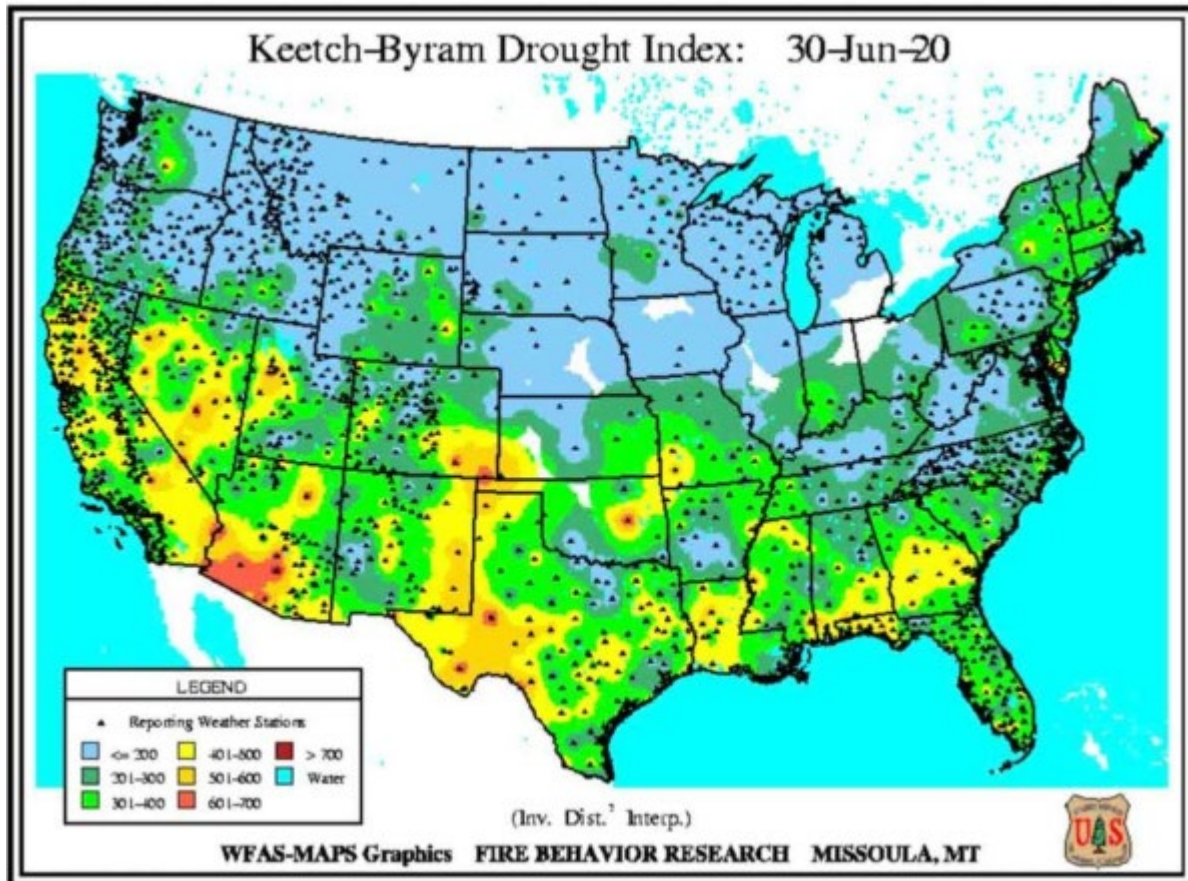 Keetch-Byram Drought Index: 30-Jun-20
LEGEND
Reporting Weather Stations
<= 200 401-500 > 700
201-300 501-600 Water
301-400 601-700
(Inv. Dist.² Interp.)
WFAS-MAPS Graphics FIRE BEHAVIOR RESEARCH MISSOULA, MT
U S